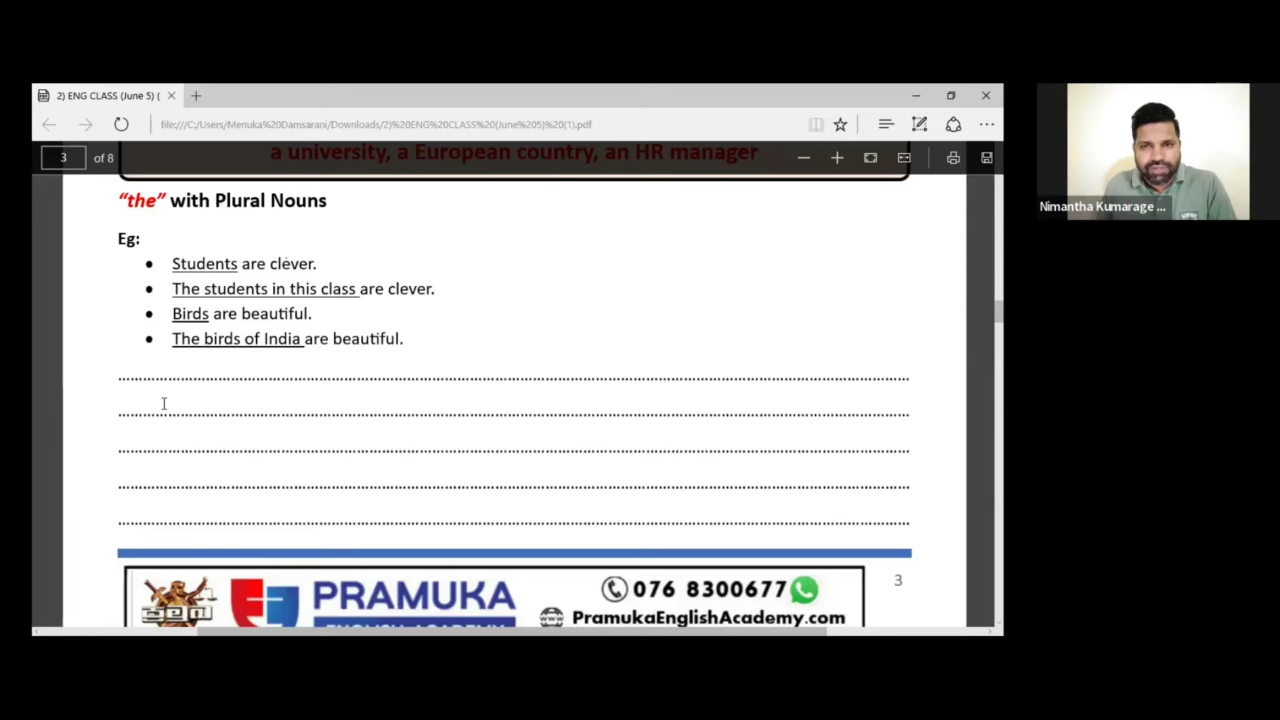 2) ENG CLASS (June 5) (
file:///C:/Users/Menuka%20Damsarani/Downloads/2)%20ENG%20CLASS%20(June%205)%20(1).pdf
3 of 8
a university, a European country, an HR manager
“the” with Plural Nouns
Eg:
• Students are clever.
• The students in this class are clever.
• Birds are beautiful.
• The birds of India are beautiful.
3
PRAMUKA
ENGLISH ACADEMY
076 8300677
PramukaEnglishAcademy.com
Nimantha Kumarage ...